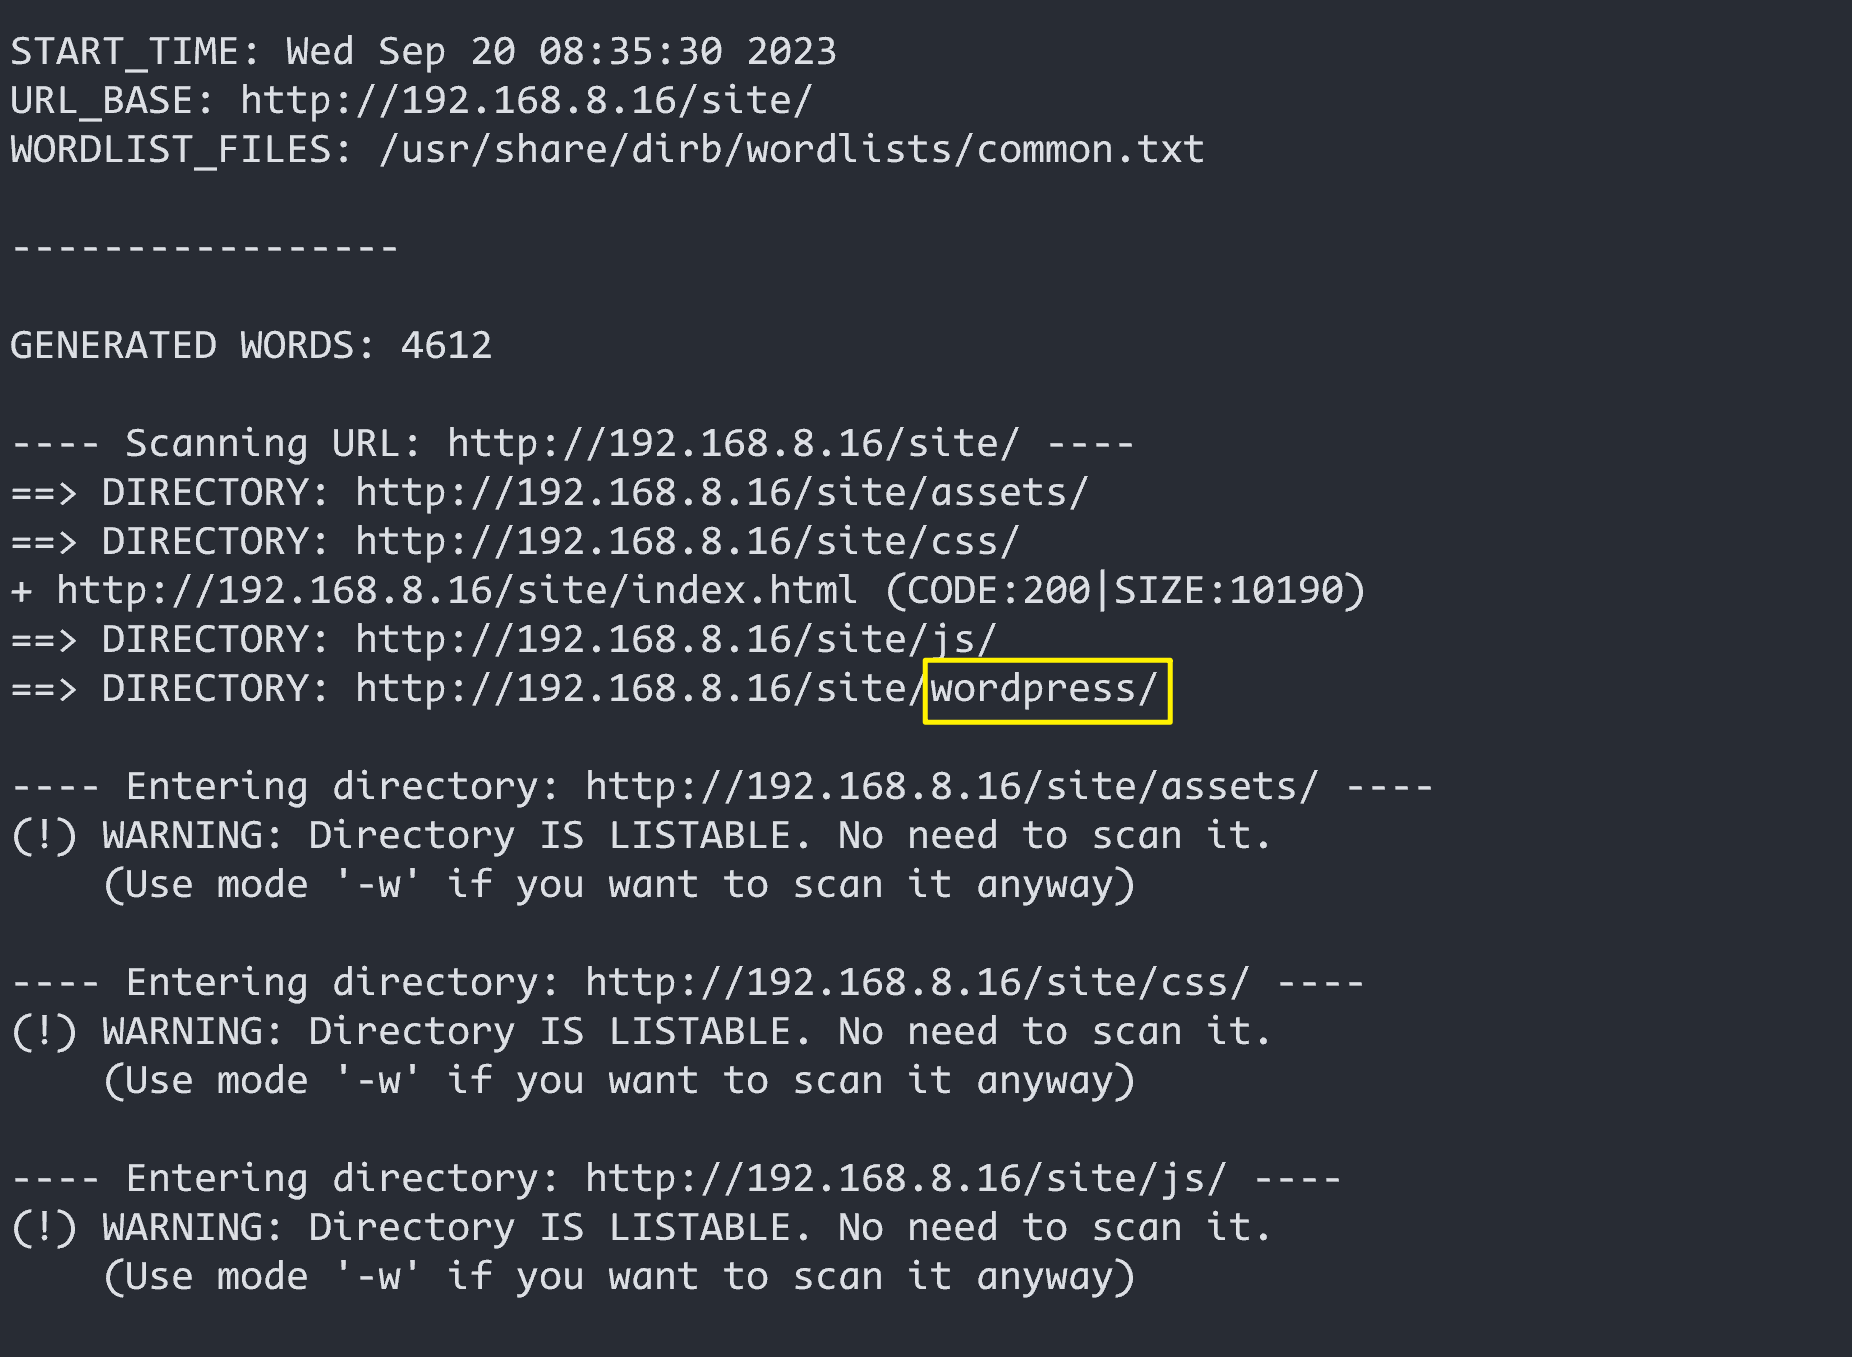 START_TIME: Wed Sep 20 08:35:30 2023
URL_BASE: http://192.168.8.16/site/
WORDLIST_FILES: /usr/share/dirb/wordlists/common.txt
-----------------
GENERATED WORDS: 4612
---- Scanning URL: http://192.168.8.16/site/ ----
==> DIRECTORY: http://192.168.8.16/site/assets/
==> DIRECTORY: http://192.168.8.16/site/css/
+ http://192.168.8.16/site/index.html (CODE:200|SIZE:10190)
==> DIRECTORY: http://192.168.8.16/site/js/
==> DIRECTORY: http://192.168.8.16/site/wordpress/
---- Entering directory: http://192.168.8.16/site/assets/ ----
(!) WARNING: Directory IS LISTABLE. No need to scan it.
    (Use mode '-w' if you want to scan it anyway)
---- Entering directory: http://192.168.8.16/site/css/ ----
(!) WARNING: Directory IS LISTABLE. No need to scan it.
    (Use mode '-w' if you want to scan it anyway)
---- Entering directory: http://192.168.8.16/site/js/ ----
(!) WARNING: Directory IS LISTABLE. No need to scan it.
    (Use mode '-w' if you want to scan it anyway)